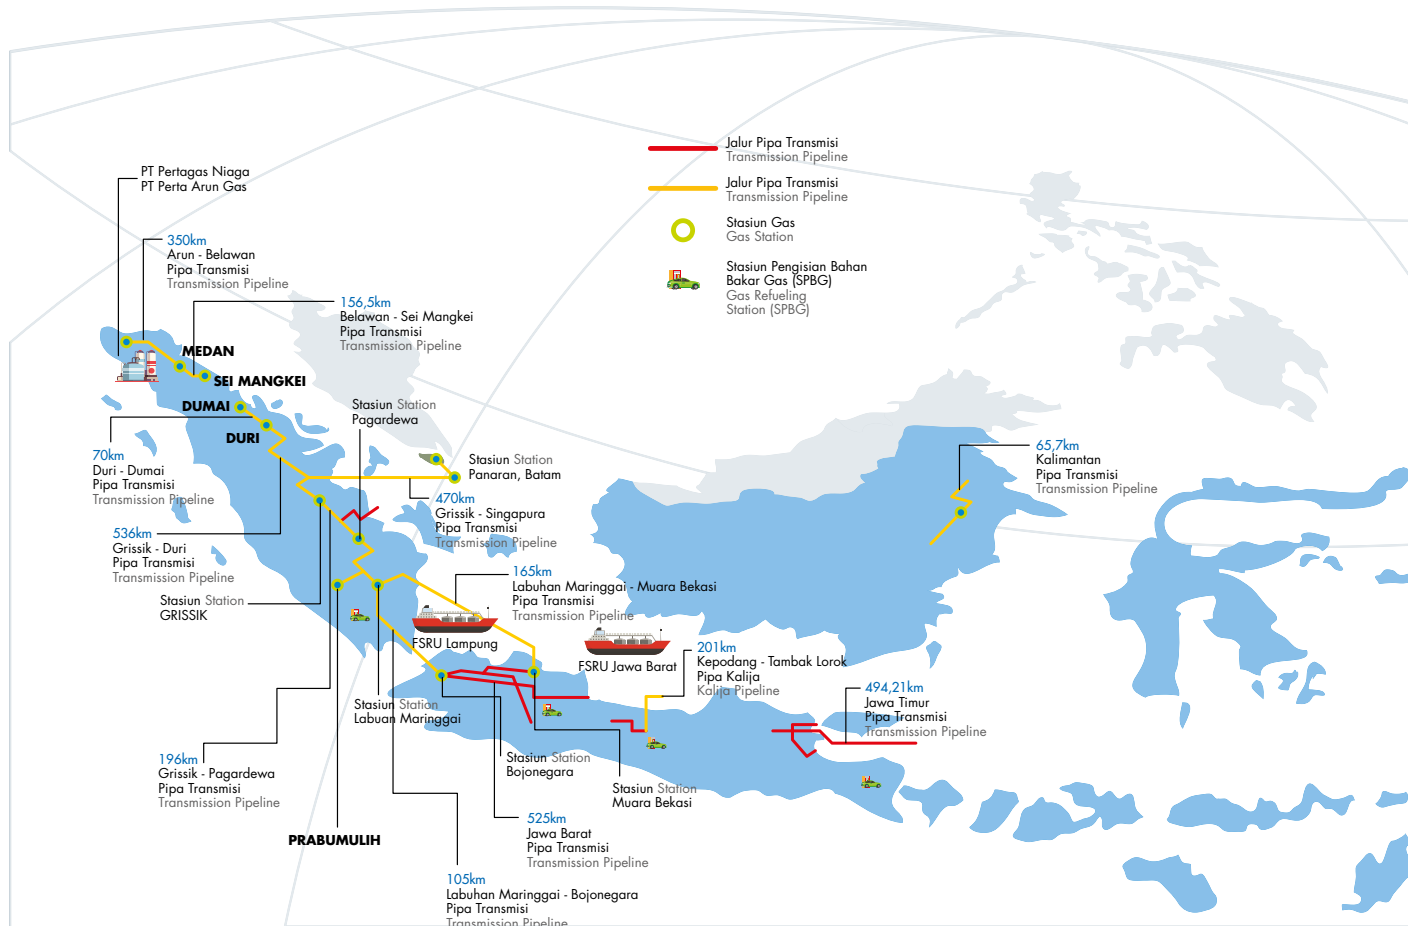 Jalur Pipa Transmisi
Transmission Pipeline
Jalur Pipa Transmisi
Transmission Pipeline
Stasiun Gas
Gas Station
Stasiun Pengisian Bahan
Bakar Gas (SPBG)
Gas Refueling
Station (SPBG)
PT Pertagas Niaga
PT Perta Arun Gas
350km
Arun - Belawan
Pipa Transmisi
Transmission Pipeline
156,5km
Belawan - Sei Mangkei
Pipa Transmisi
Transmission Pipeline
MEDAN
SEI MANGKEI
DUMAI
DURI
Stasiun Station
Pagardewa
70km
Duri - Dumai
Pipa Transmisi
Transmission Pipeline
Stasiun Station
Panaran, Batam
65,7km
Kalimantan
Pipa Transmisi
Transmission Pipeline
470km
Grissik - Singapura
Pipa Transmisi
Transmission Pipeline
536km
Grissik - Duri
Pipa Transmisi
Transmission Pipeline
165km
Labuhan Maringgai - Muara Bekasi
Pipa Transmisi
Transmission Pipeline
Stasiun Station
GRISSIK
FSRU Lampung
FSRU Jawa Barat
201km
Kepodang - Tambak Lorok
Pipa Kalija
Kalija Pipeline
494,21km
Jawa Timur
Pipa Transmisi
Transmission Pipeline
Stasiun Station
Labuan Maringgai
196km
Grissik - Pagardewa
Pipa Transmisi
Transmission Pipeline
Stasiun Station
Bojonegara
Stasiun Station
Muara Bekasi
PRABUMULIH
525km
Jawa Barat
Pipa Transmisi
Transmission Pipeline
105km
Labuhan Maringgai - Bojonegara
Pipa Transmisi
Transmission Pipeline